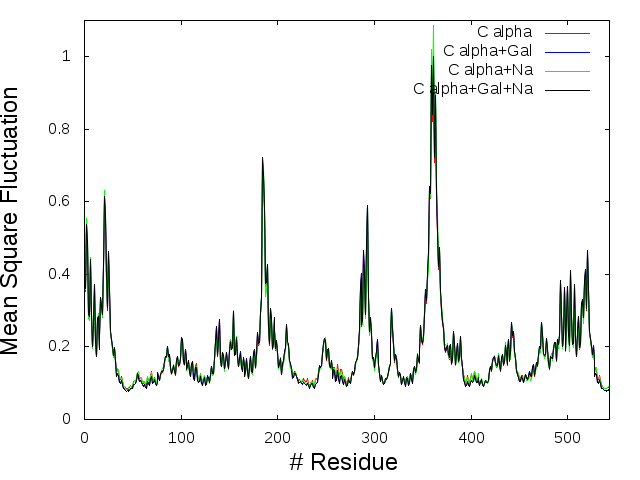 Mean Square Fluctuation
1
0.8
0.6
0.4
0.2
0
0 100 200 300 400 500
# Residue
C alpha
C alpha+Gal
C alpha+Na
C alpha+Gal+Na